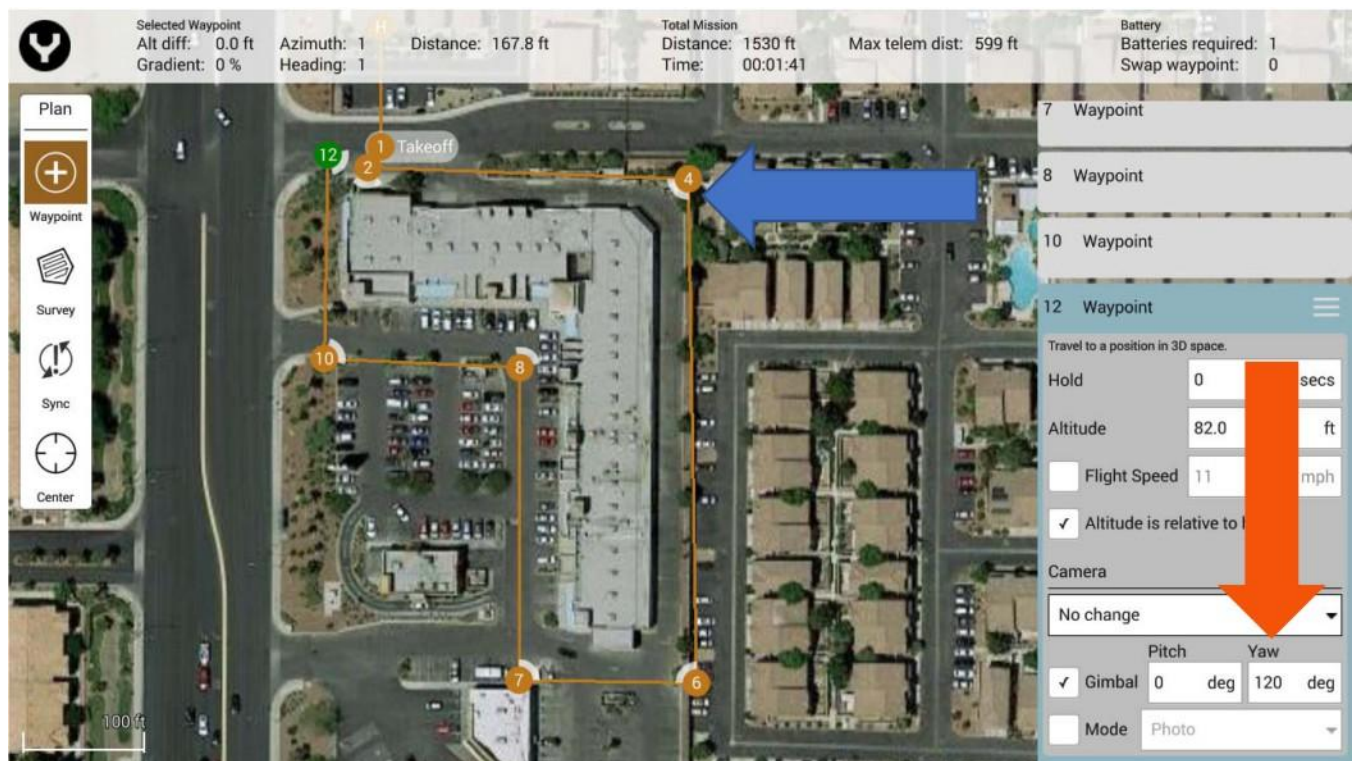 Selected Waypoint
Alt diff: 0.0 ft Azimuth: 1 Distance: 167.8 ft
Gradient: 0 % Heading: 1
Total Mission
Distance: 1530 ft Max telem dist: 599 ft
Time: 00:01:41
Battery
Batteries required: 1
Swap waypoint: 0
Plan
Waypoint
Survey
Sync
Center
H
1 Takeoff
12
2
4
10
8
7
6
100 ft
7 Waypoint
8 Waypoint
10 Waypoint
12 Waypoint
Travel to a position in 3D space.
Hold 0 secs
Altitude 82.0 ft
Flight Speed 11 mph
Altitude is relative to
Camera
No change
Pitch Yaw
Gimbal 0 deg 120 deg
Mode Photo